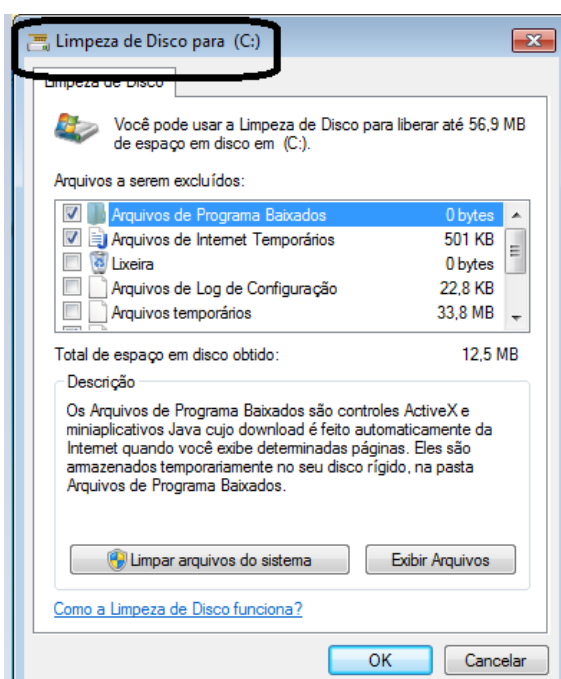 Limpeza de Disco para (C:)
Limpeza de Disco
Você pode usar a Limpeza de Disco para liberar até 56,9 MB
de espaço em disco em (C:).
Arquivos a serem excluídos:
Arquivos de Programa Baixados 0 bytes
Arquivos de Internet Temporários 501 KB
Lixeira 0 bytes
Arquivos de Log de Configuração 22,8 KB
Arquivos temporários 33,8 MB
Total de espaço em disco obtido: 12,5 MB
Descrição
Os Arquivos de Programa Baixados são controles ActiveX e
miniaplicativos Java cujo download é feito automaticamente da
Internet quando você exibe determinadas páginas. Eles são
armazenados temporariamente no seu disco rígido, na pasta
Arquivos de Programa Baixados.
Limpar arquivos do sistema Exibir Arquivos
Como a Limpeza de Disco funciona?
OK Cancelar